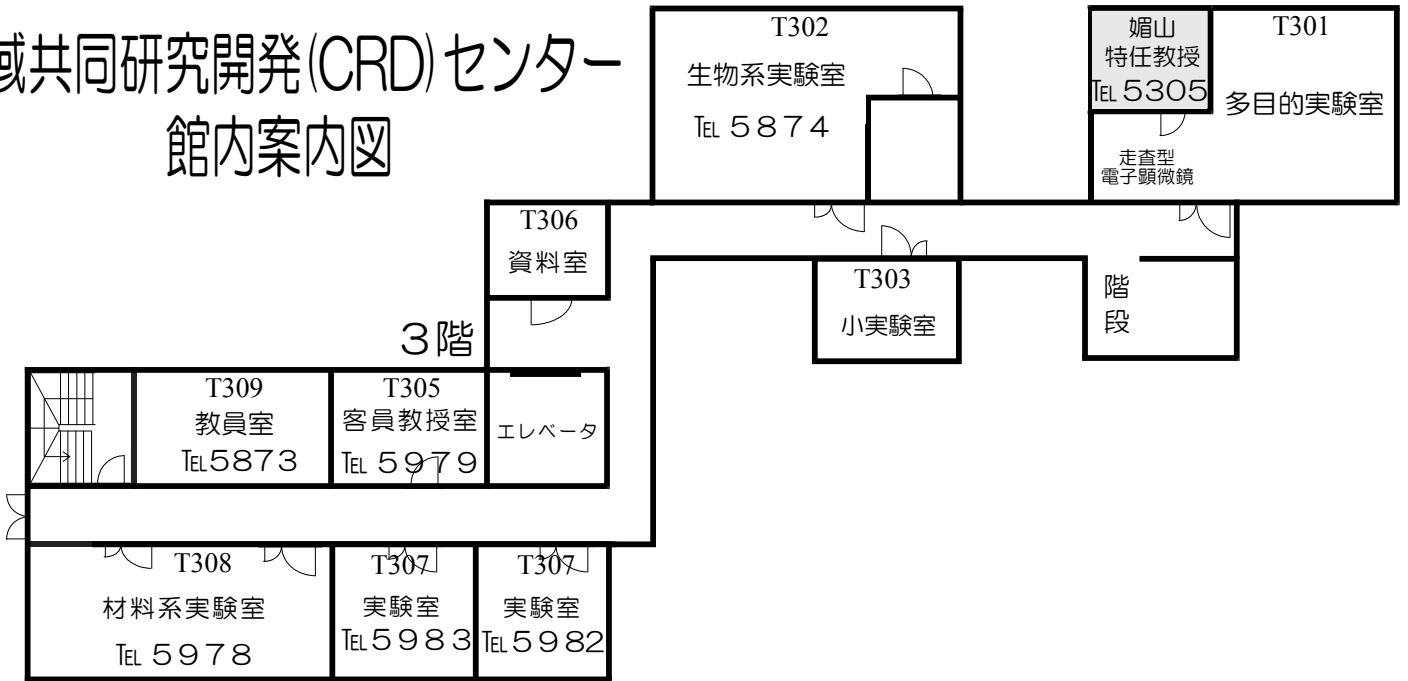 域共同研究開発(CRD)センター
館内案内図
T302
生物系実験室
TEL 5874
媚山
特任教授
TEL 5305
T301
多目的実験室
走査型
電子顕微鏡
T306
資料室
T303
小実験室
階
段
3階
T309
教員室
TEL5873
T305
客員教授室
TEL 5979
エレベータ
T308
材料系実験室
TEL 5978
T307
実験室
TEL5983
T307
実験室
TEL5982